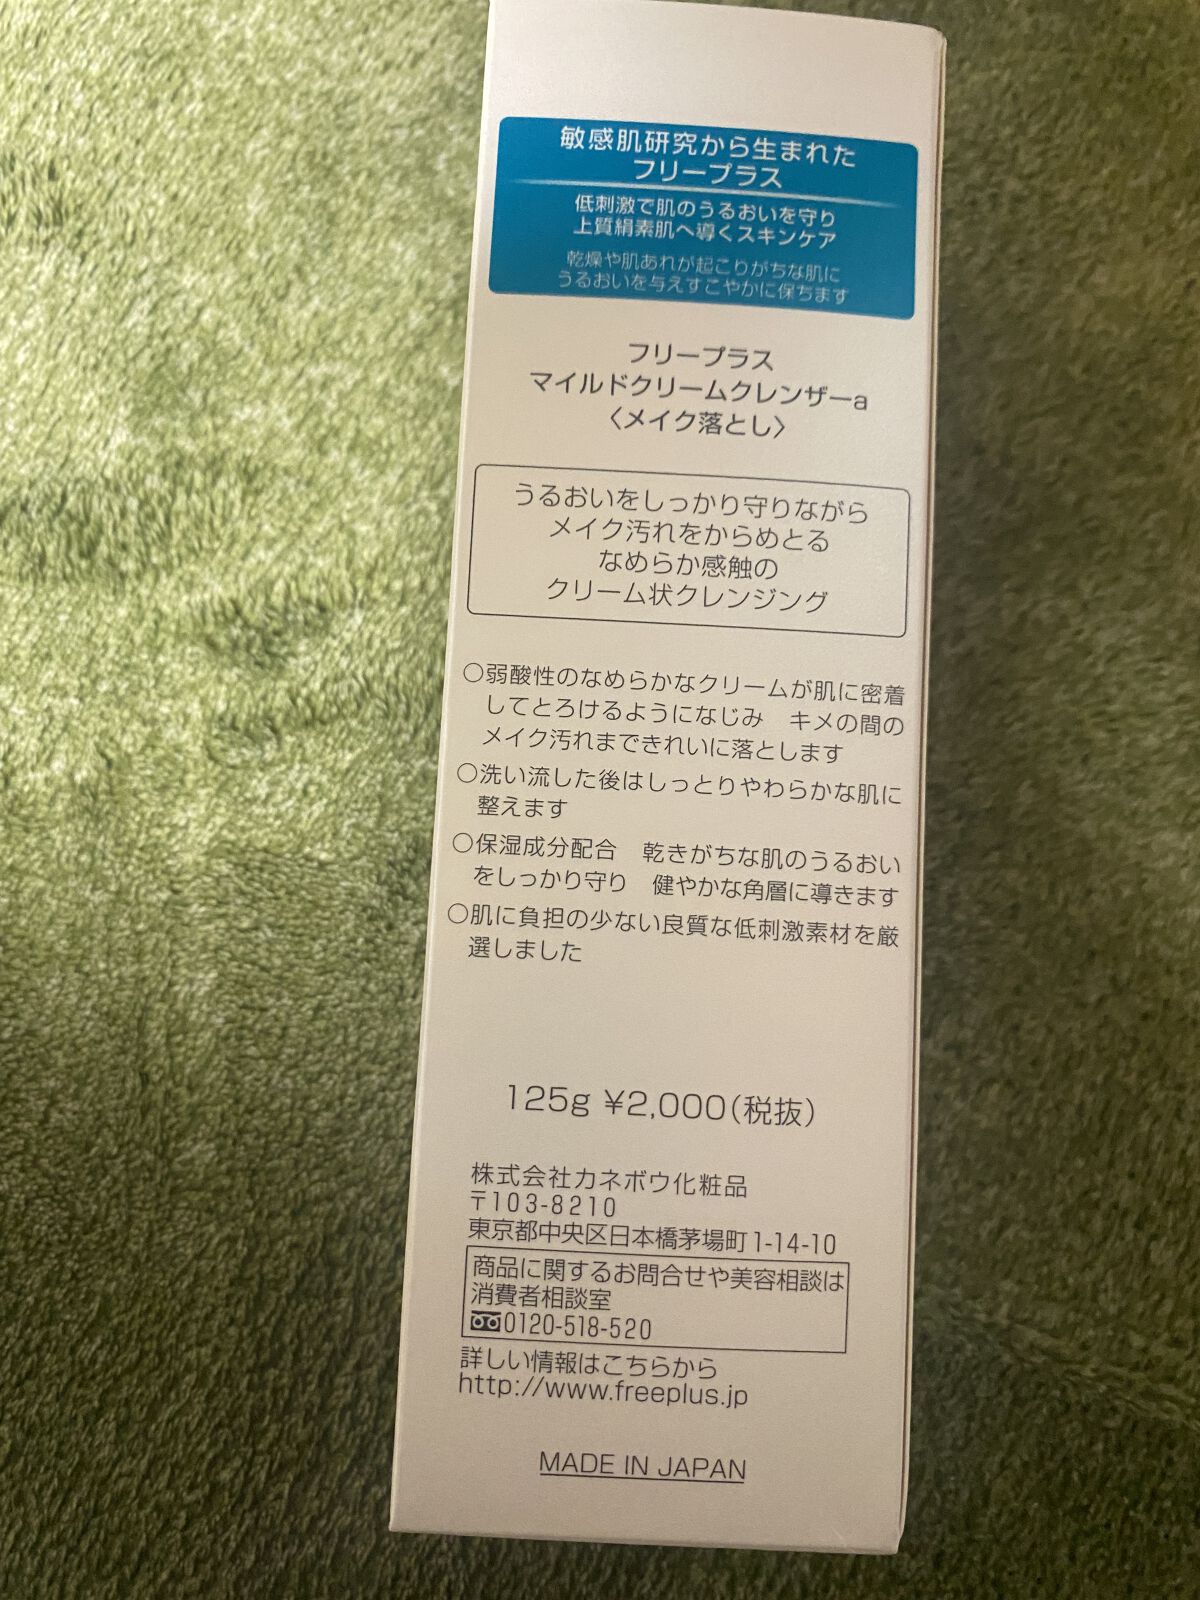 敏感肌研究から生まれた
フリープラス
低刺激で肌のうるおいを守り
上質絹素肌へ導くスキンケア
乾燥や肌あれが起こりがちな肌に
うるおいを与えすこやかに保ちます
フリープラス
マイルドクリームクレンザーa
〈メイク落とし〉
うるおいをしっかり守りながら
メイク汚れをからめとる
なめらか感触の
クリーム状クレンジング
○弱酸性のなめらかなクリームが肌に密着
してとろけるようになじみ　キメの間の
メイク汚れまできれいに落とします
○洗い流した後はしっとりやわらかな肌に
整えます
○保湿成分配合　乾きがちな肌のうるおい
をしっかり守り　健やかな角層に導きます
○肌に負担の少ない良質な低刺激素材を厳
選しました
125g ¥2,000(税抜)
株式会社カネボウ化粧品
〒103-8210
東京都中央区日本橋茅場町1-14-10
商品に関するお問合せや美容相談は
消費者相談室
0120-518-520
詳しい情報はこちらから
http://www.freeplus.jp
MADE IN JAPAN